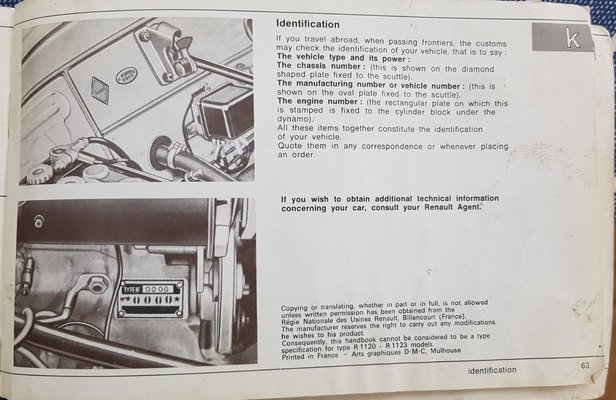 Identification
k
If you travel abroad, when passing frontiers, the customs
may check the identification of your vehicle, that is to say :
The vehicle type and its power :
The chassis number : (this is shown on the diamond
shaped plate fixed to the scuttle).
The manufacturing number or vehicle number : (this is
shown on the oval plate fixed to the scuttle).
The engine number : (the rectangular plate on which this
is stamped is fixed to the cylinder block under the
dynamo).
All these items together constitute the identification
of your vehicle.
Quote them in any correspondence or whenever placing
an order.
If you wish to obtain additional technical information
concerning your car, consult your Renault Agent.
TYPE 0000
N° 0000
Copying or translating, whether in part or in full, is not allowed
unless written permission has been obtained from the
Régie Nationale des Usines Renault, Billancourt (France).
The manufacturer reserves the right to carry out any modifications
he wishes to his product.
Consequently, this handbook cannot be considered to be a type
specification for type R 1120 - R 1123 models.
Printed in France - Arts graphiques D-M-C, Mulhouse
63
identification